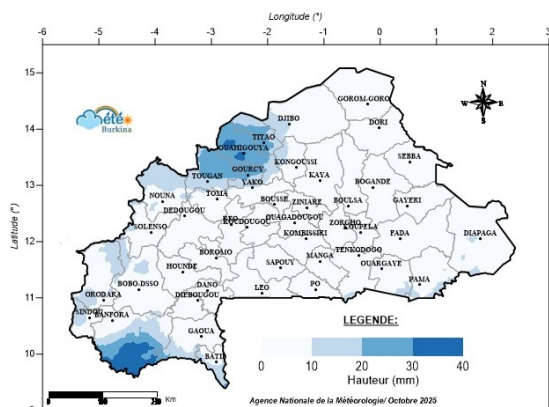 Longitude (°)
-6 -5 -4 -3 -2 -1 0 1 2 3
15
14
13
12
11
10
Latitude (°)
N
W E
S
Météo
Burkina
GOROM-GORO
DJIBO
DORI
TITAO
OUAHIGOUYA
SEBBA
KONGOUSSI
GOURCY
TOUGAN
YAKO
KAYA
BOGANDE
NOUNA
TOMA
BOUSSE
ZINIARE
BOULSA
GAYERI
DEDOUGOU
SOLENSO
KOUDOUGOU
OUAGADOUGOU
ZORGHO
KOUPELA
KOMBISSIRI
FADA
DIAPAGA
BOROMO
TENKODOGO
HOUNDE
SAPOUY
MANGA
OUARGAYE
PAMA
BOBO-DSSO
DANO
LEO
PO
ORODARA
DIEBOUGOU
SINDOU
BANFORA
GAOUA
BATIE
LEGENDE:
0 10 20 30 40
Hauteur (mm)
Km
Agence Nationale de la Météorologie/ Octobre 2025